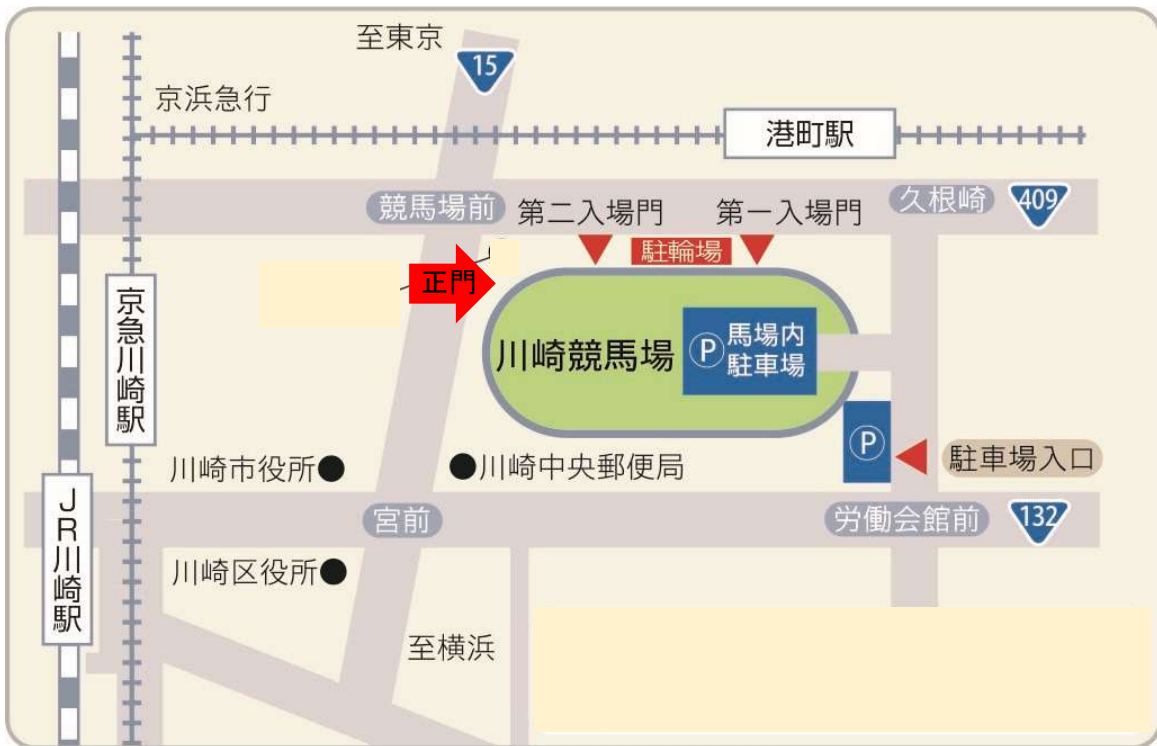 至東京
15
京浜急行
港町駅
競馬場前
第二入場門
第一入場門
久根崎
409
駐輪場
正門
京急川崎駅
川崎競馬場
P
馬場内
駐車場
P
駐車場入口
川崎市役所
川崎中央郵便局
JR川崎駅
宮前
労働会館前
132
川崎区役所
至横浜